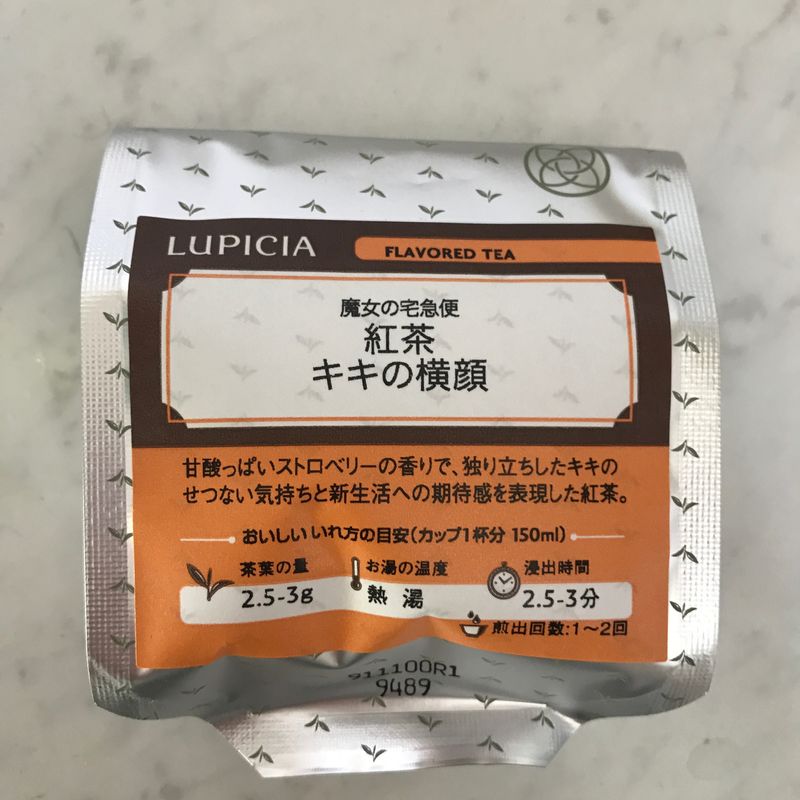 LUPICIA
FLAVORED TEA
魔女の宅急便
紅茶
キキの横顔
甘酸っぱいストロベリーの香りで、独り立ちしたキキの
せつない気持ちと新生活への期待感を表現した紅茶。
おいしいいれ方の目安(カップ1杯分 150ml)
茶葉の量
2.5-3g
お湯の温度
熱湯
浸出時間
2.5-3分
煎出回数:1～2回
911100R1
9489